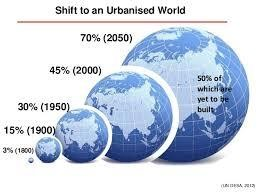 Shift to an Urbanised World
70% (2050)
45% (2000)
30% (1950)
15% (1900)
3% (1800)
50% of
which are
yet to be
built
(UN DESA, 2012)